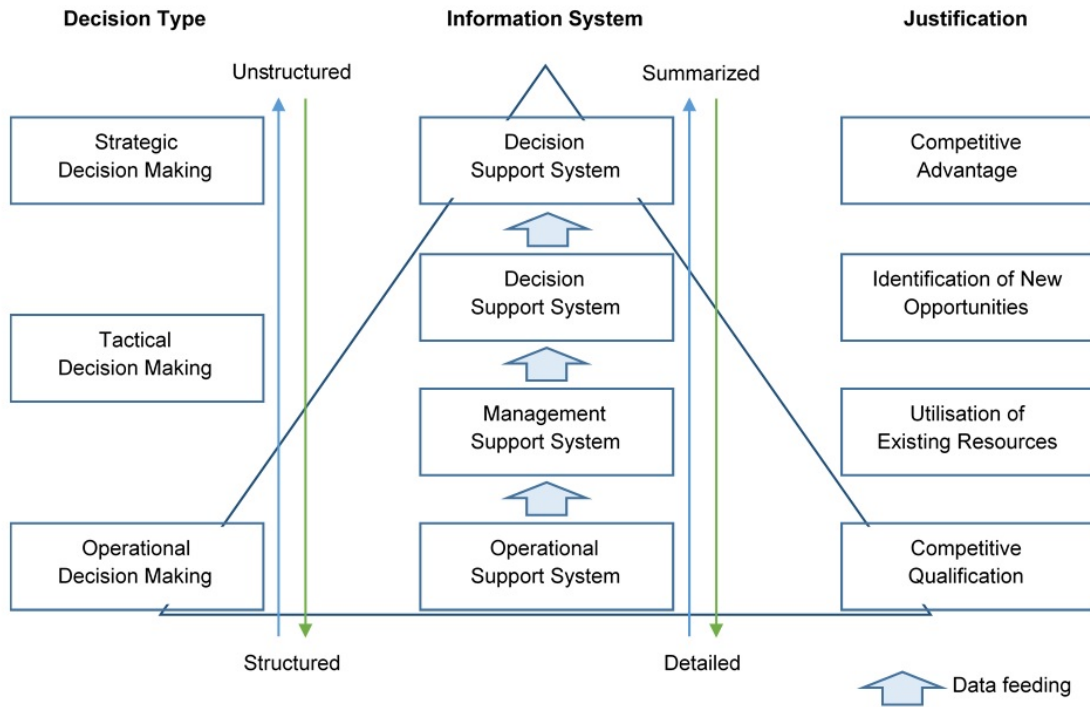 Decision Type
Information System
Justification
Unstructured
Summarized
Strategic
Decision Making
Decision
Support System
Competitive
Advantage
Decision
Support System
Identification of New
Opportunities
Tactical
Decision Making
Management
Support System
Utilisation of
Existing Resources
Operational
Decision Making
Operational
Support System
Competitive
Qualification
Structured
Detailed
Data feeding